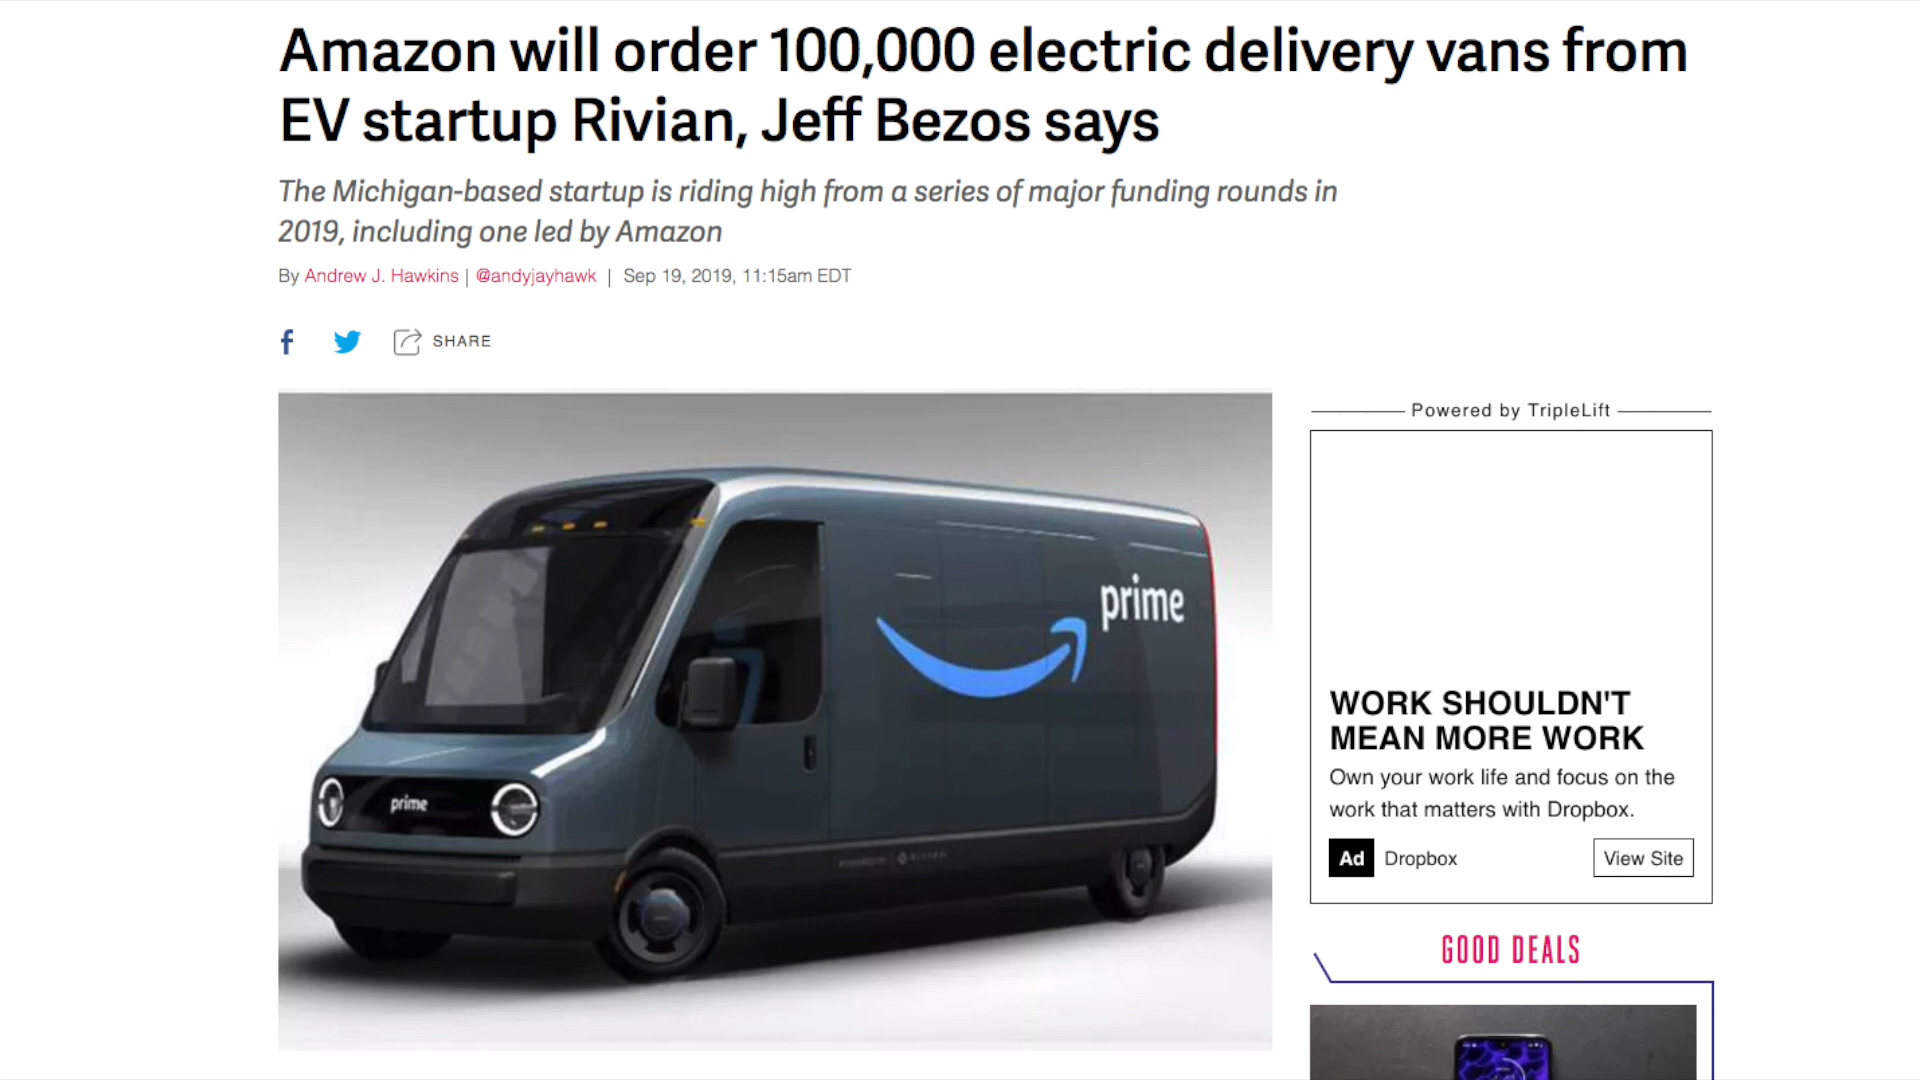 Amazon will order 100,000 electric delivery vans from
EV startup Rivian, Jeff Bezos says
The Michigan-based startup is riding high from a series of major funding rounds in
2019, including one led by Amazon
By Andrew J. Hawkins | @andyjayhawk | Sep 19, 2019, 11:15am EDT
f SHARE
prime
prime
Powered by TripleLift
WORK SHOULDN'T
MEAN MORE WORK
Own your work life and focus on the
work that matters with Dropbox.
Ad Dropbox View Site
GOOD DEALS